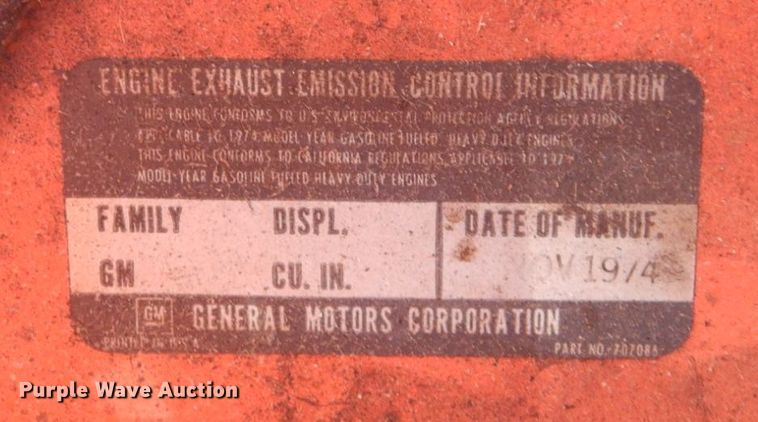 ENGINE EXHAUST EMISSION CONTROL INFORMATION
THIS ENGINE CONFORMS TO U.S. ENVIRONMENTAL PROTECTION AGENCY REGULATIONS
APPLICABLE TO 1974 MODEL-YEAR GASOLINE FUELED HEAVY DUTY ENGINES
THIS ENGINE CONFORMS TO CALIFORNIA REGULATIONS APPLICABLE TO
MODEL-YEAR GASOLINE FUELED HEAVY DUTY ENGINES
FAMILY DISPL. DATE OF MANUF.
GM CU. IN. NOV 1974
GM GENERAL MOTORS CORPORATION
PRINTED IN U.S.A. PART NO.
Purple Wave Auction